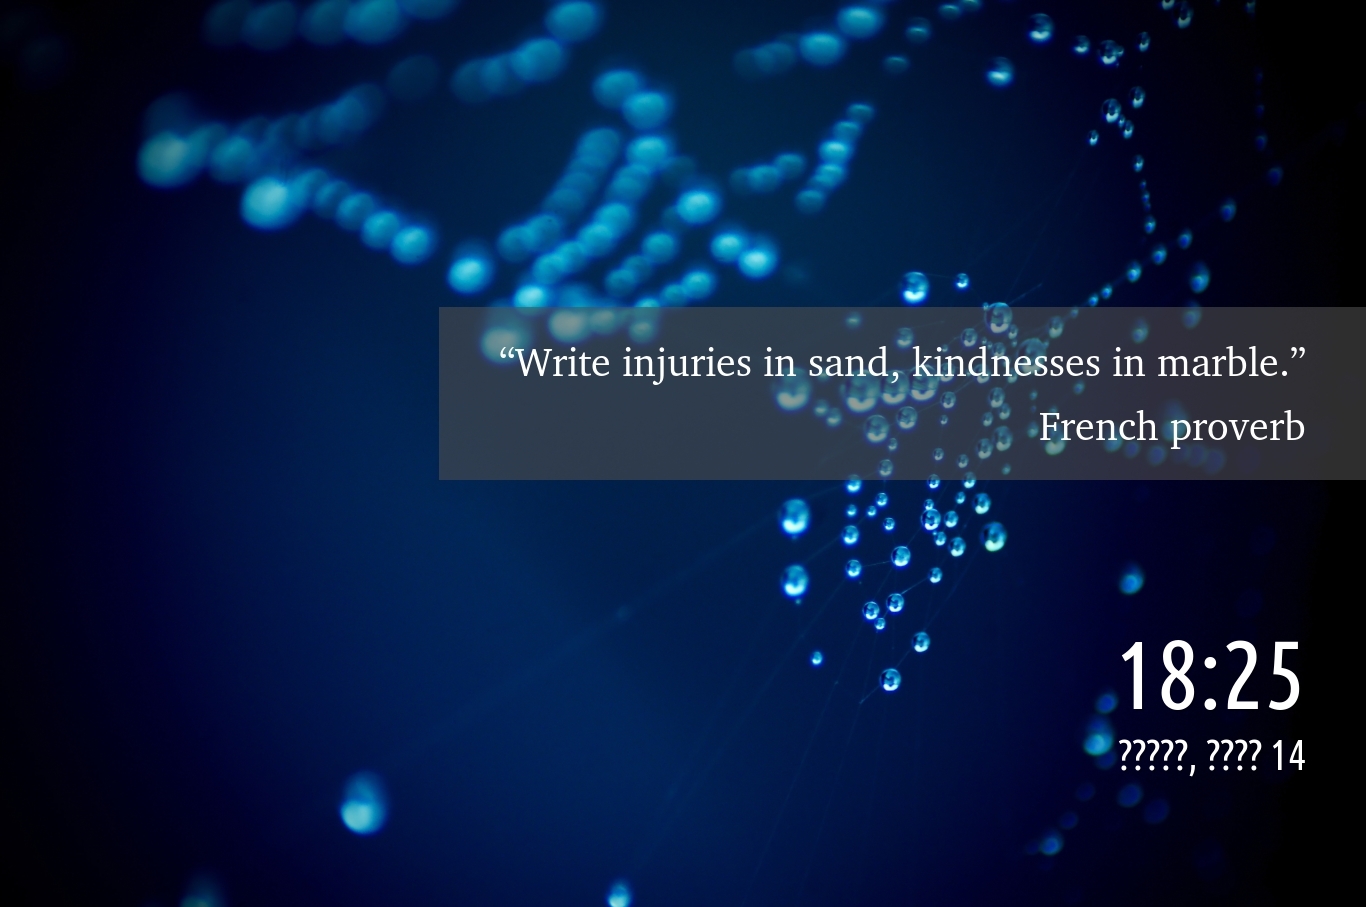 “Write injuries in sand, kindnesses in marble.”
French proverb
18:25
?????, ???? 14